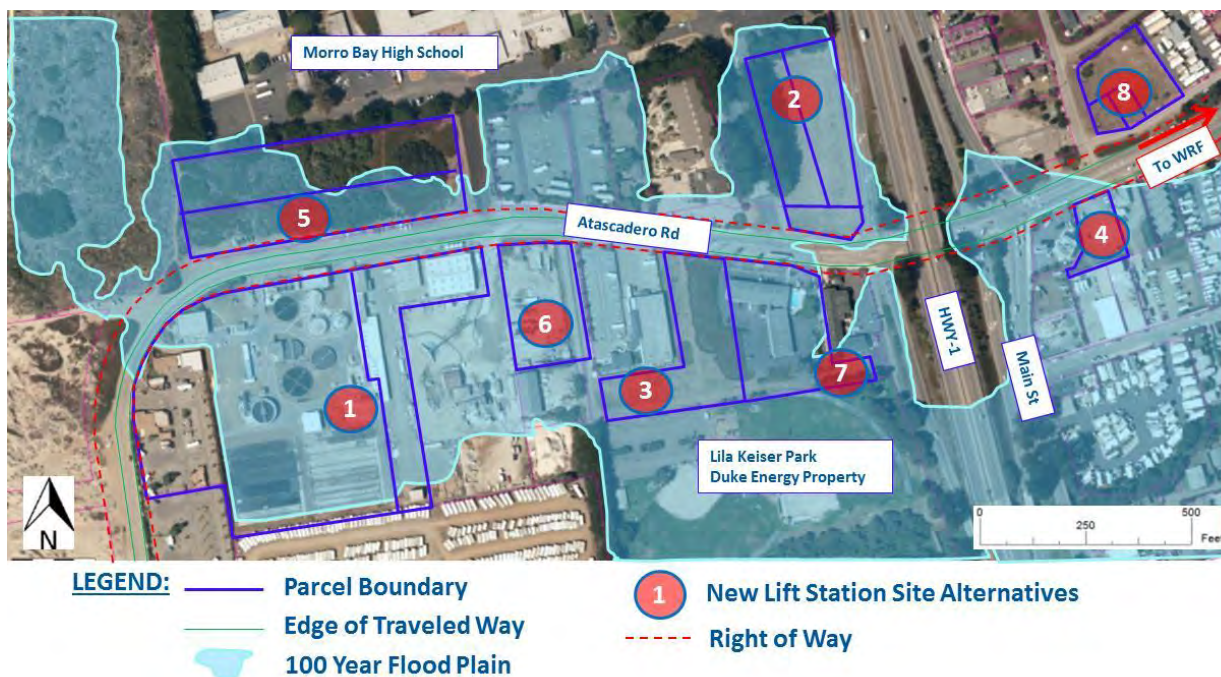 Morro Bay High School
2
8
To WRF
5
Atascadero Rd
4
6
HWY-1
1
3
7
Main St
Lila Keiser Park
Duke Energy Property
N
0 250 500
Feet
LEGEND:
Parcel Boundary
1 New Lift Station Site Alternatives
Edge of Traveled Way
Right of Way
100 Year Flood Plain